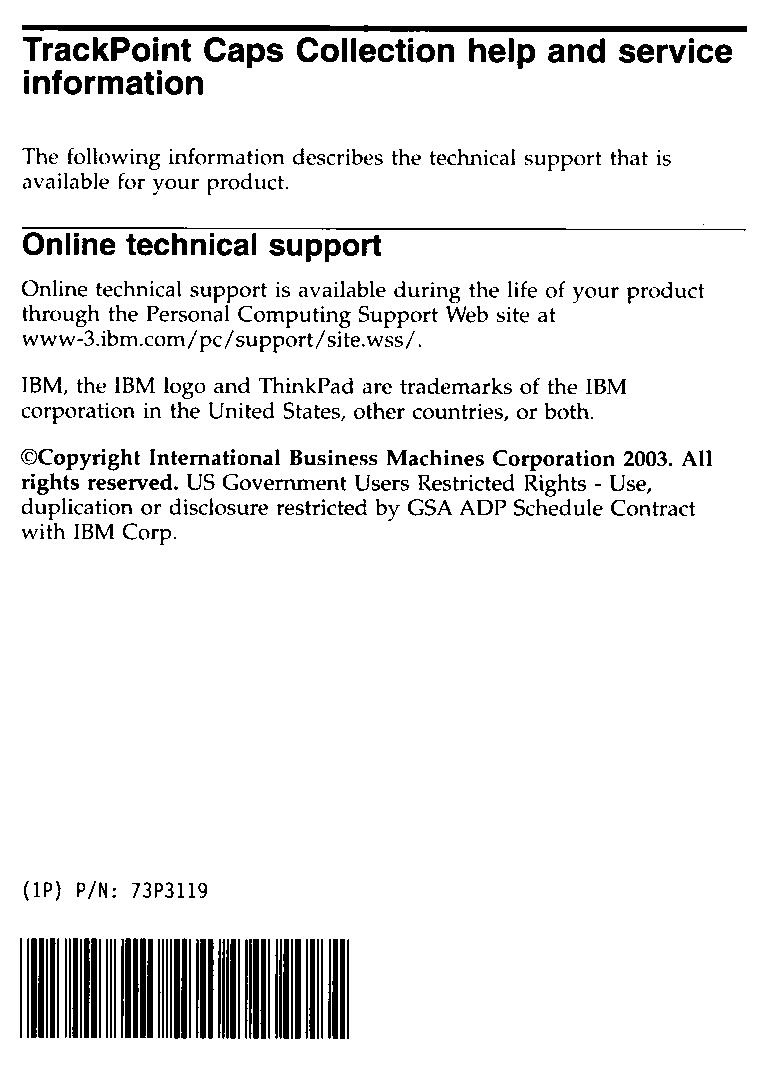 TrackPoint Caps Collection help and service
information
The following information describes the technical support that is
available for your product.
Online technical support
Online technical support is available during the life of your product
through the Personal Computing Support Web site at
www-3.ibm.com/pc/support/site.wss/.
IBM, the IBM logo and ThinkPad are trademarks of the IBM
corporation in the United States, other countries, or both.
©Copyright International Business Machines Corporation 2003. All
rights reserved. US Government Users Restricted Rights - Use,
duplication or disclosure restricted by GSA ADP Schedule Contract
with IBM Corp.
(1P) P/N: 73P3119